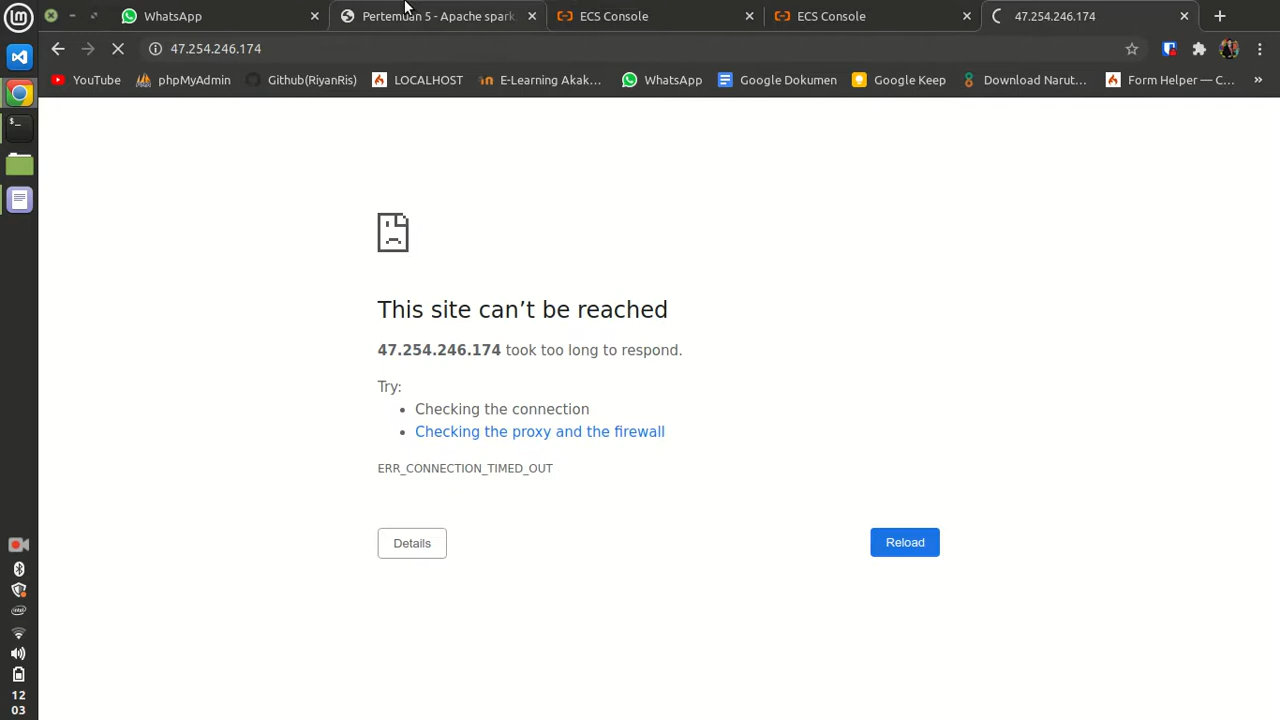 WhatsApp
Pertemuan 5 - Apache spark.
ECS Console
ECS Console
47.254.246.174
47.254.246.174
YouTube
phpMyAdmin
Github(RiyanRis)
LOCALHOST
E-Learning Akak...
WhatsApp
Google Dokumen
Google Keep
Download Narut...
Form Helper — C...
»
This site can’t be reached
47.254.246.174 took too long to respond.
Try:
• Checking the connection
• Checking the proxy and the firewall
ERR_CONNECTION_TIMED_OUT
Details
Reload
12
03